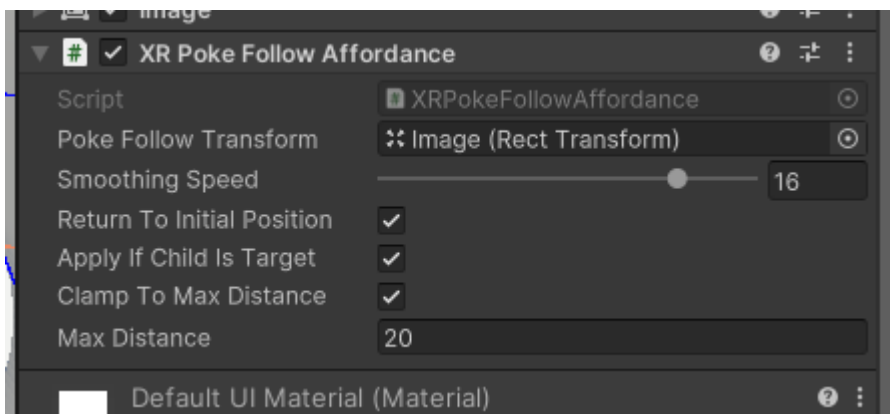 Image
XR Poke Follow Affordance
Script XRPokeFollowAffordance
Poke Follow Transform Image (Rect Transform)
Smoothing Speed 16
Return To Initial Position
Apply If Child Is Target
Clamp To Max Distance
Max Distance 20
Default UI Material (Material)